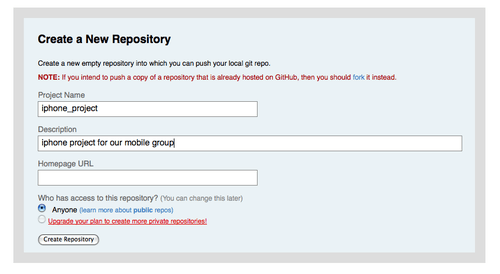 Create a New Repository
Create a new empty repository into which you can push your local git repo.
NOTE: If you intend to push a copy of a repository that is already hosted on GitHub, then you should fork it instead.
Project Name
iphone_project
Description
iphone project for our mobile group
Homepage URL
Who has access to this repository? (You can change this later)
Anyone (learn more about public repos)
Upgrade your plan to create more private repositories!
Create Repository